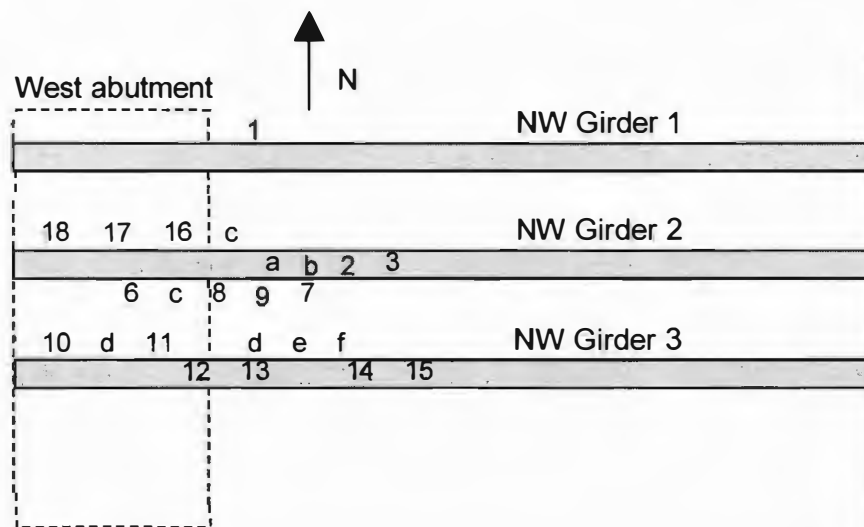 N
West abutment
1 NW Girder 1
18 17 16 c NW Girder 2
a b 2 3
6 c 8 9 7
10 d 11 d e f NW Girder 3
12 13 14 15